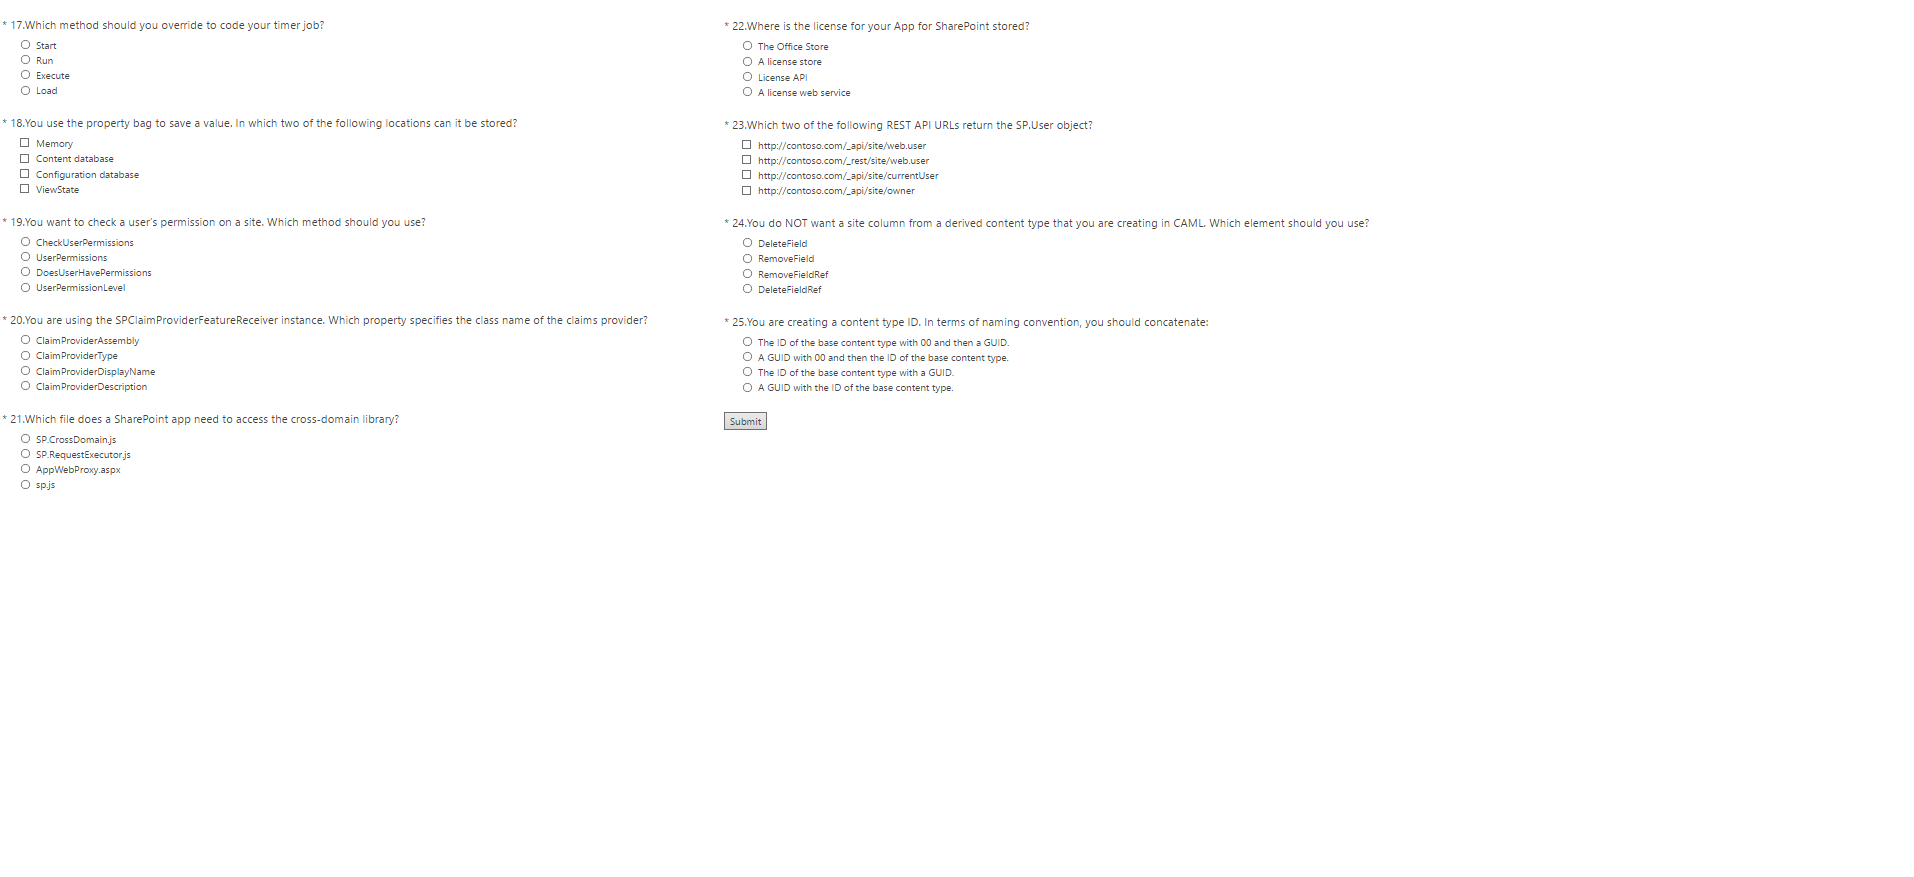 * 17.Which method should you override to code your timer job?
Start
Run
Execute
Load
* 18.You use the property bag to save a value. In which two of the following locations can it be stored?
Memory
Content database
Configuration database
ViewState
* 19.You want to check a user's permission on a site. Which method should you use?
CheckUserPermissions
UserPermissions
DoesUserHavePermissions
UserPermissionLevel
* 20.You are using the SPClaimProviderFeatureReceiver instance. Which property specifies the class name of the claims provider?
ClaimProviderAssembly
ClaimProviderType
ClaimProviderDisplayName
ClaimProviderDescription
* 21.Which file does a SharePoint app need to access the cross-domain library?
SP.CrossDomain.js
SP.RequestExecutor.js
AppWebProxy.aspx
sp.js
* 22.Where is the license for your App for SharePoint stored?
The Office Store
A license store
License API
A license web service
* 23.Which two of the following REST API URLs return the SP.User object?
http://contoso.com/_api/site/web.user
http://contoso.com/_rest/site/web.user
http://contoso.com/_api/site/currentUser
http://contoso.com/_api/site/owner
* 24.You do NOT want a site column from a derived content type that you are creating in CAML. Which element should you use?
DeleteField
RemoveField
RemoveFieldRef
DeleteFieldRef
* 25.You are creating a content type ID. In terms of naming convention, you should concatenate:
The ID of the base content type with 00 and then a GUID.
A GUID with 00 and then the ID of the base content type.
The ID of the base content type with a GUID.
A GUID with the ID of the base content type.
Submit